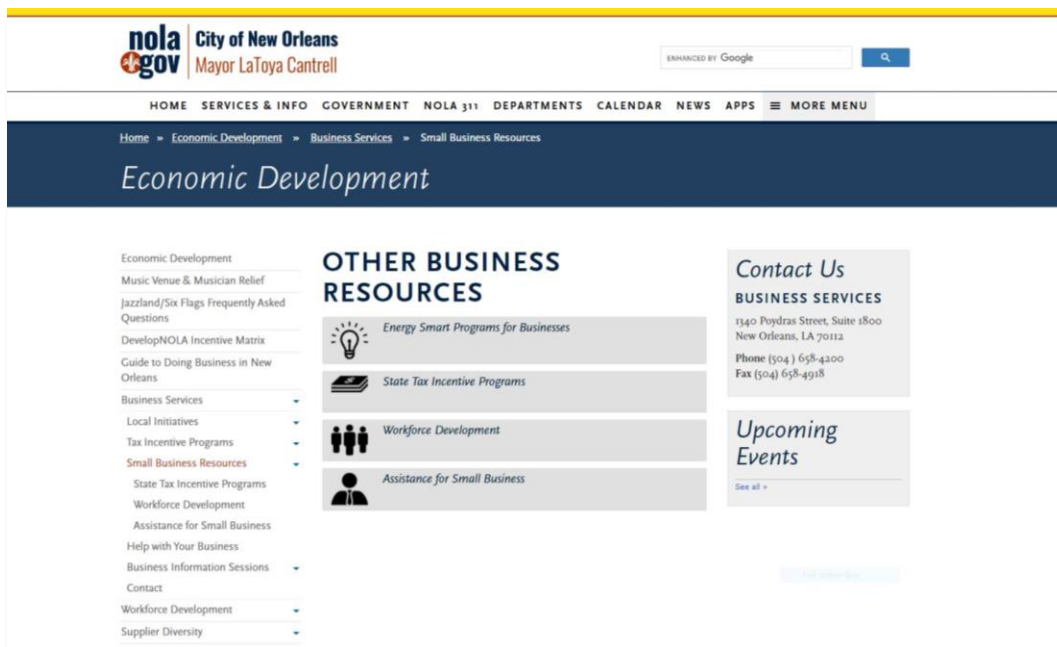 nola
gov
City of New Orleans
Mayor LaToya Cantrell
ENHANCED BY Google
HOME SERVICES & INFO GOVERNMENT NOLA 311 DEPARTMENTS CALENDAR NEWS APPS ≡ MORE MENU
Home » Economic Development » Business Services » Small Business Resources
Economic Development
Economic Development
Music Venue & Musician Relief
Jazzland/Six Flags Frequently Asked
Questions
DevelopNOLA Incentive Matrix
Guide to Doing Business in New
Orleans
Business Services
Local Initiatives
Tax Incentive Programs
Small Business Resources
State Tax Incentive Programs
Workforce Development
Assistance for Small Business
Help with Your Business
Business Information Sessions
Contact
Workforce Development
Supplier Diversity
OTHER BUSINESS
RESOURCES
Energy Smart Programs for Businesses
State Tax Incentive Programs
Workforce Development
Assistance for Small Business
Contact Us
BUSINESS SERVICES
1340 Poydras Street, Suite 1800
New Orleans, LA 70112
Phone (504 ) 658-4200
Fax (504) 658-4918
Upcoming
Events
See all »